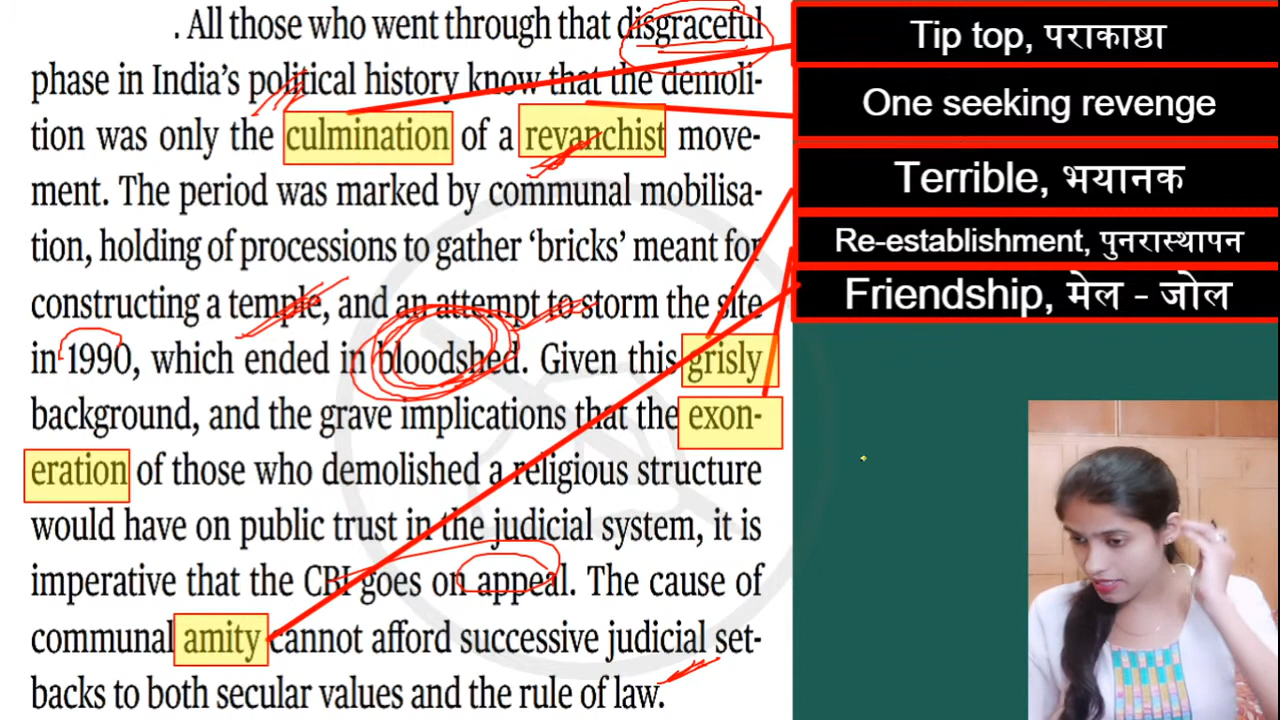 . All those who went through that disgraceful
phase in India’s political history know that the demoli-
tion was only the culmination of a revanchist move-
ment. The period was marked by communal mobilisa-
tion, holding of processions to gather ‘bricks’ meant for
constructing a temple, and an attempt to storm the site
in 1990, which ended in bloodshed. Given this grisly
background, and the grave implications that the exon-
eration of those who demolished a religious structure
would have on public trust in the judicial system, it is
imperative that the CBI goes on appeal. The cause of
communal amity cannot afford successive judicial set-
backs to both secular values and the rule of law.
Tip top, पराकाष्ठा
One seeking revenge
Terrible, भयानक
Re-establishment, पुनरास्थापन
Friendship, मेल - जोल